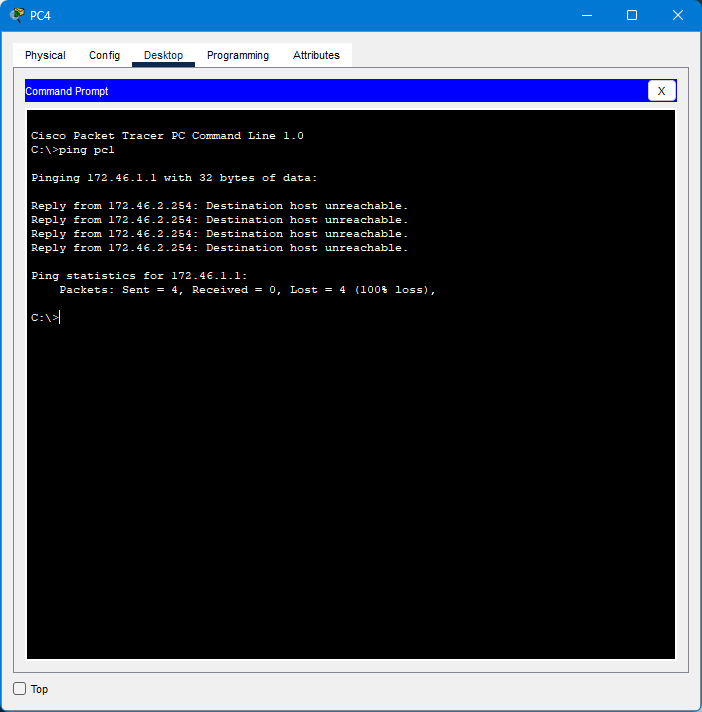 PC4
Physical Config Desktop Programming Attributes
Command Prompt
X
Cisco Packet Tracer PC Command Line 1.0
C:\>ping pc1
Pinging 172.46.1.1 with 32 bytes of data:
Reply from 172.46.2.254: Destination host unreachable.
Reply from 172.46.2.254: Destination host unreachable.
Reply from 172.46.2.254: Destination host unreachable.
Reply from 172.46.2.254: Destination host unreachable.
Ping statistics for 172.46.1.1:
Packets: Sent = 4, Received = 0, Lost = 4 (100% loss),
C:\>
Top